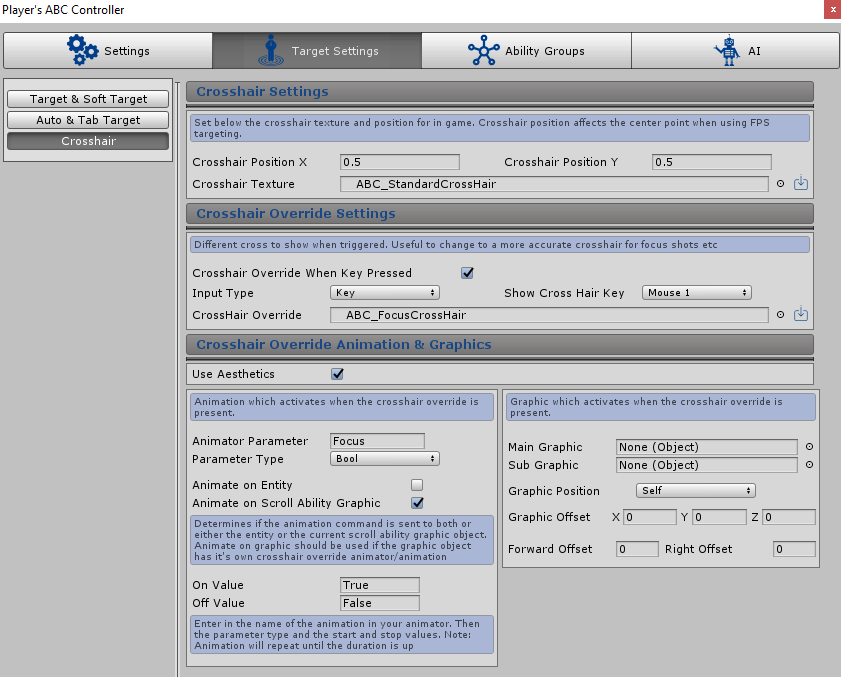 Player's ABC Controller
x
Settings
Target Settings
Ability Groups
AI
Target & Soft Target
Auto & Tab Target
Crosshair
Crosshair Settings
Set below the crosshair texture and position for in game. Crosshair position affects the center point when using FPS
targeting.
Crosshair Position X 0.5 Crosshair Position Y 0.5
Crosshair Texture ABC_StandardCrossHair
Crosshair Override Settings
Different cross to show when triggered. Useful to change to a more accurate crosshair for focus shots etc
Crosshair Override When Key Pressed
Input Type Key Show Cross Hair Key Mouse 1
CrossHair Override ABC_FocusCrossHair
Crosshair Override Animation & Graphics
Use Aesthetics
Animation which activates when the crosshair override is
present.
Animator Parameter Focus
Parameter Type Bool
Animate on Entity
Animate on Scroll Ability Graphic
Determines if the animation command is sent to both or
either the entity or the current scroll ability graphic object.
Animate on graphic should be used if the graphic object
has it's own crosshair override animator/animation
On Value True
Off Value False
Enter in the name of the animation in your animator. Then
the parameter type and the start and stop values. Note:
Animation will repeat until the duration is up
Graphic which activates when the crosshair override is
present.
Main Graphic None (Object)
Sub Graphic None (Object)
Graphic Position Self
Graphic Offset X 0 Y 0 Z 0
Forward Offset 0 Right Offset 0